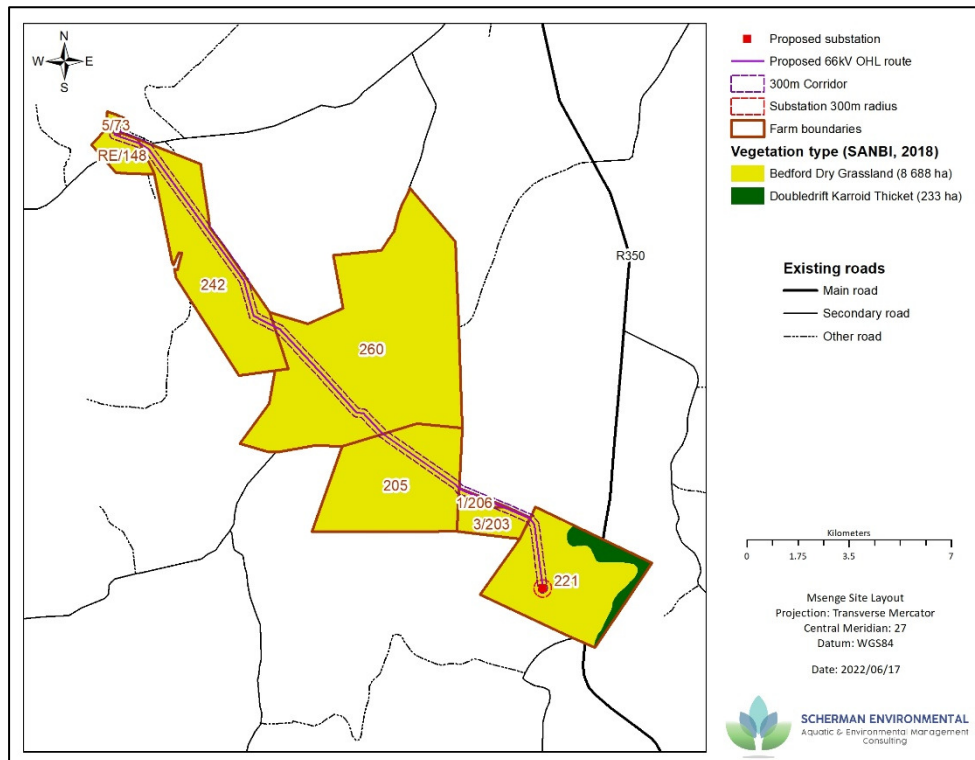 N
W E
S
5/73
RE/148
242
260
205
1/206
3/203
221
R350
Proposed substation
Proposed 66kV OHL route
300m Corridor
Substation 300m radius
Farm boundaries
Vegetation type (SANBI, 2018)
Bedford Dry Grassland (8 688 ha)
Doubledrift Karroid Thicket (233 ha)
Existing roads
Main road
Secondary road
Other road
Kilometers
0 1.75 3.5 7
Msenge Site Layout
Projection: Transverse Mercator
Central Meridian: 27
Datum: WGS84
Date: 2022/06/17
SCHERMAN ENVIRONMENTAL
Aquatic & Environmental Management
Consulting